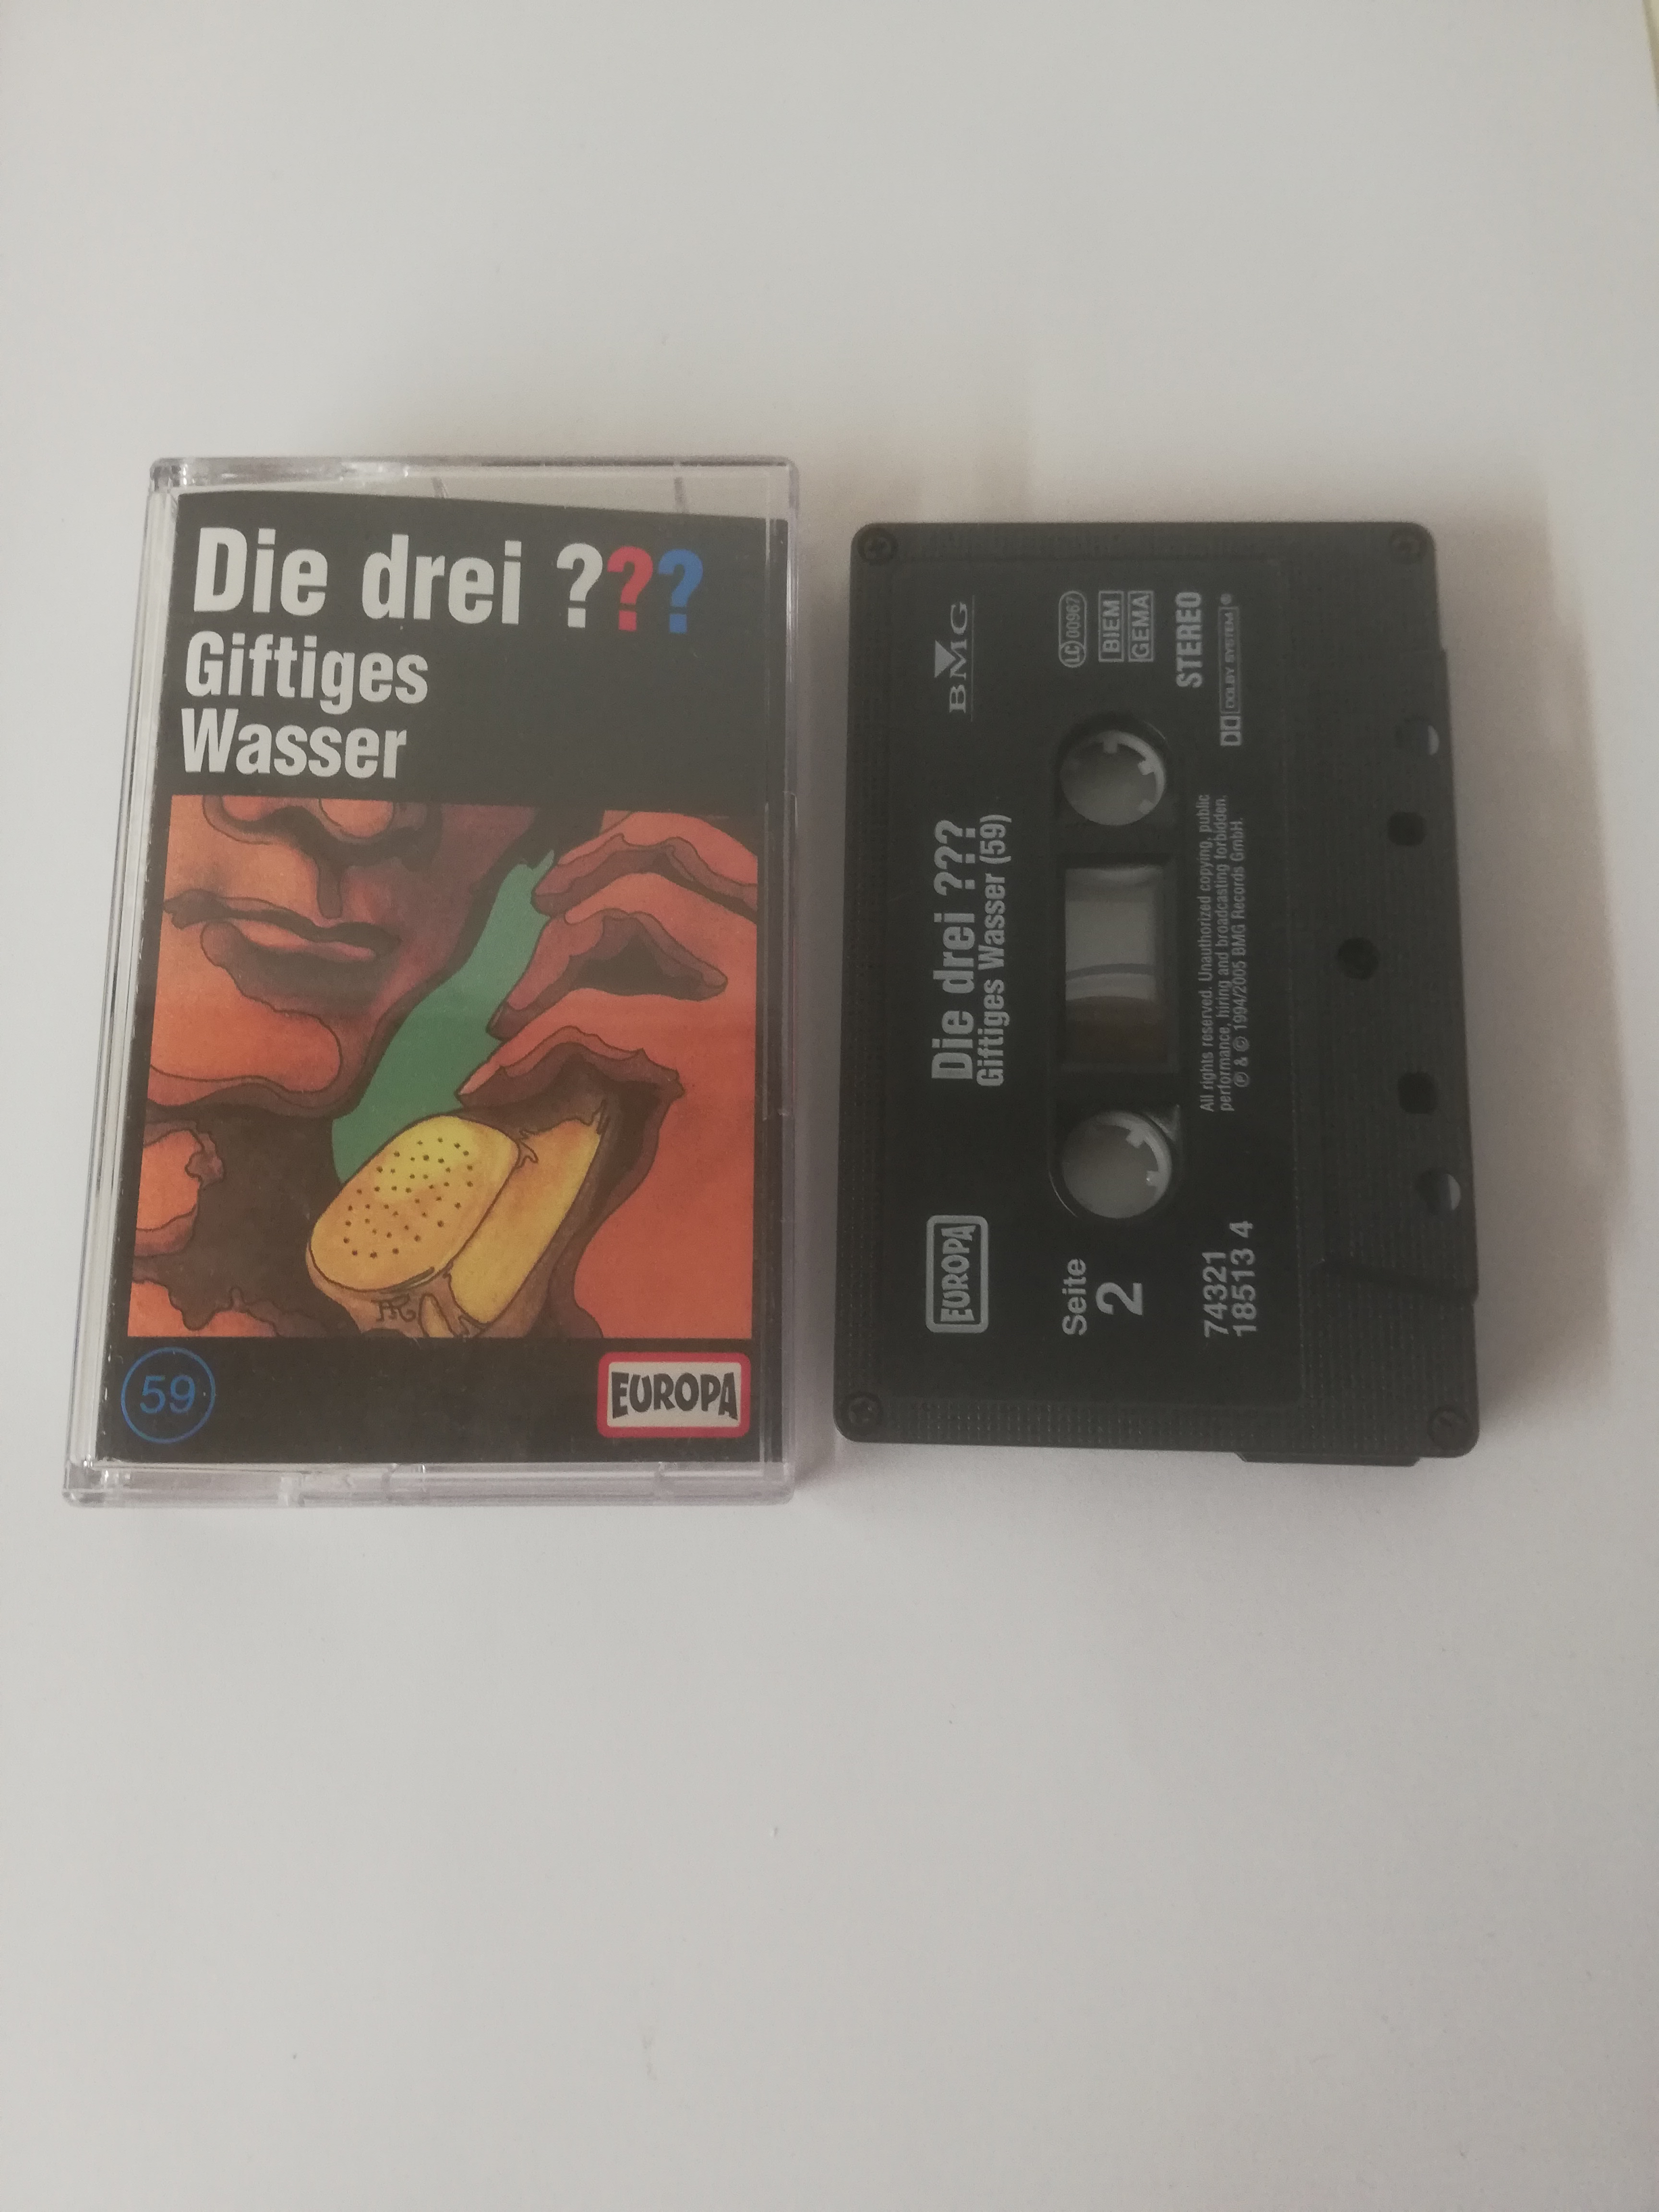 Die drei ???
Giftiges
Wasser
59
EUROPA
BMG
LC 00967
BIEM
GEMA
STEREO
DOLBY SYSTEM®
Die drei ???
Giftiges Wasser (59)
All rights reserved. Unauthorized copying, public
performance, hiring and broadcasting forbidden.
℗ & © 1994/2005 BMG Records GmbH.
EUROPA
Seite
2
74321
18513 4